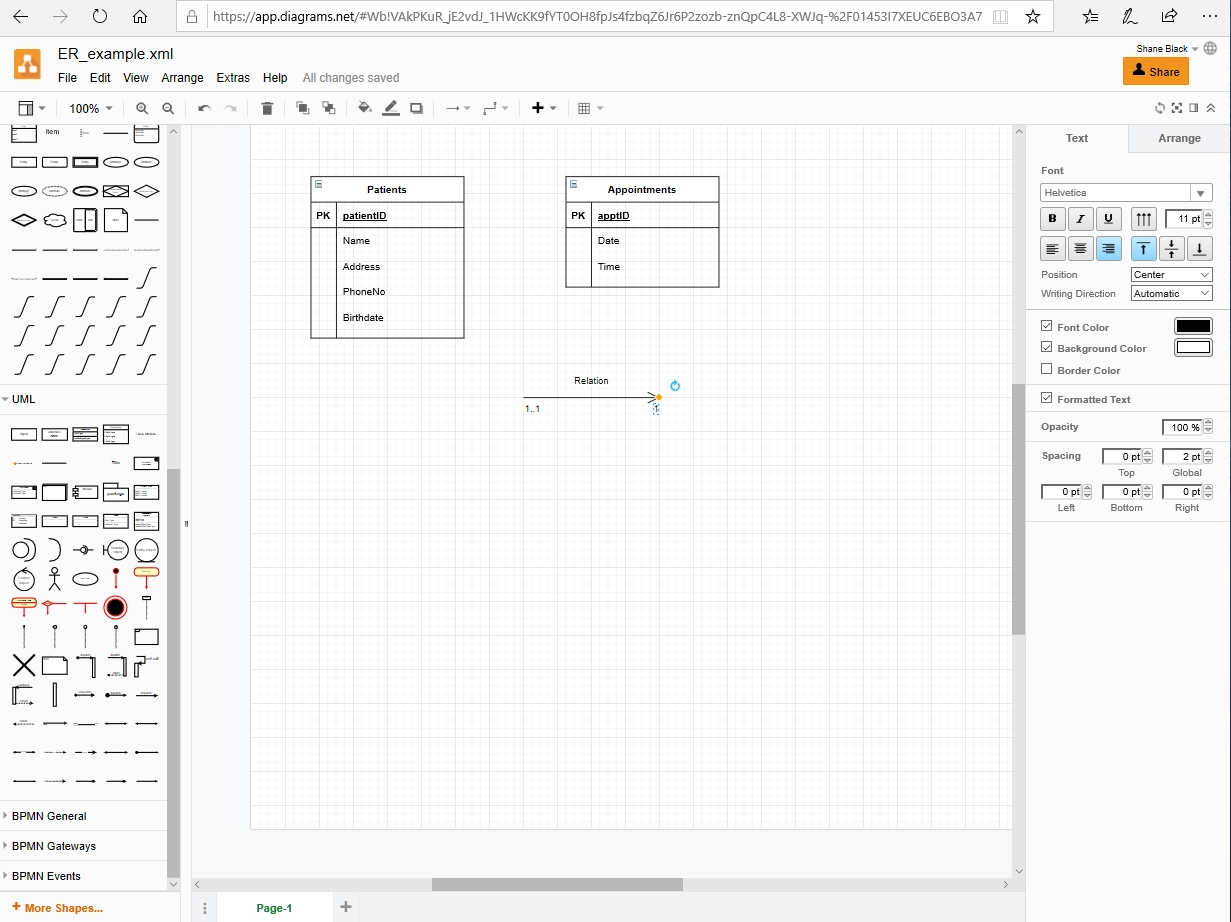 https://app.diagrams.net/#Wb!VAkPKuR_jE2vdJ_1HWcKK9fYT0OH8fpJs4fzbqZ6Jr6P2zozb-znQpC4L8-XWJq-%2F01453I7XEUC6EBO3A7
ER_example.xml
Shane Black
File Edit View Arrange Extras Help All changes saved
Share
100%
Item
Text
Arrange
Font
Helvetica
B I U 11 pt
Position Center
Writing Direction Automatic
Font Color
Background Color
Border Color
Formatted Text
Opacity 100 %
Spacing 0 pt 2 pt
Top Global
0 pt 0 pt 0 pt
Left Bottom Right
Patients
PK patientID
Name
Address
PhoneNo
Birthdate
Appointments
PK apptID
Date
Time
Relation
1..1 1
UML
BPMN General
BPMN Gateways
BPMN Events
+ More Shapes...
Page-1